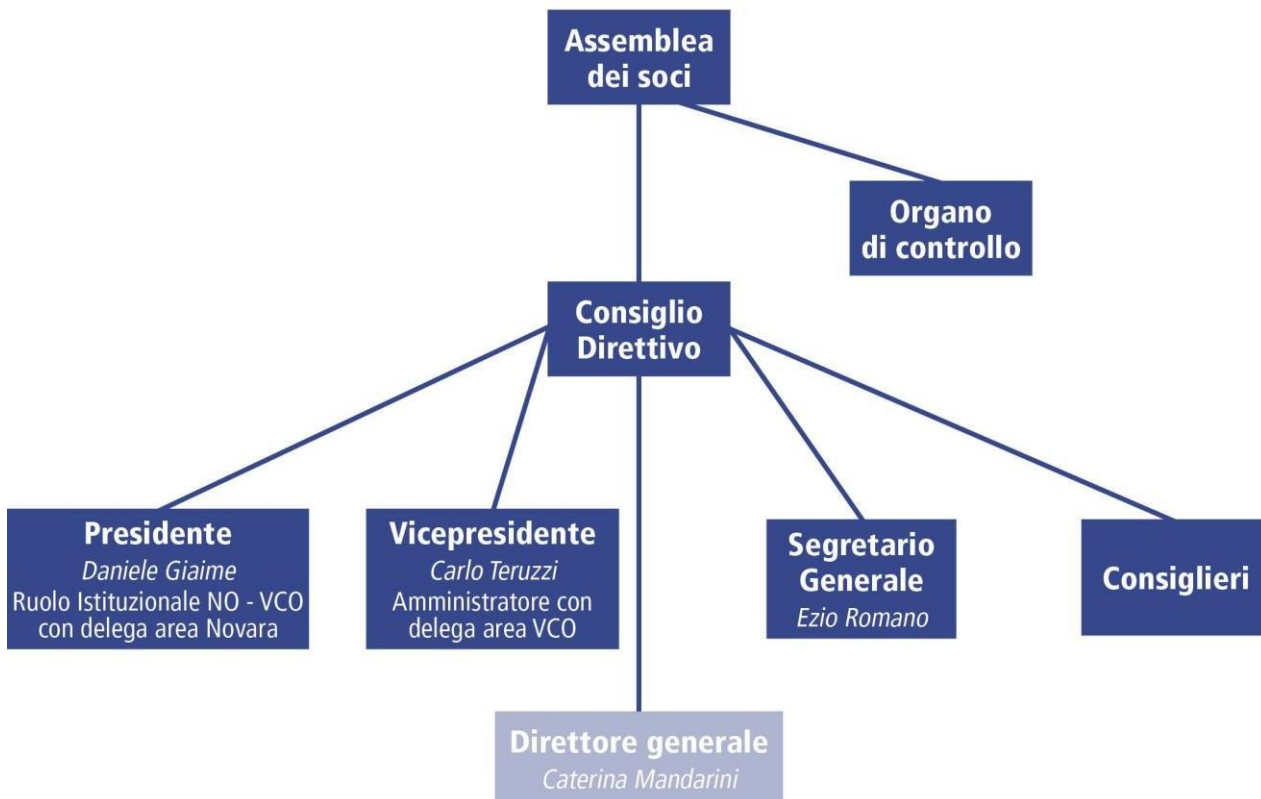 Assemblea
dei soci
Organo
di controllo
Consiglio
Direttivo
Presidente
Daniele Giaime
Ruolo Istituzionale NO - VCO
con delega area Novara
Vicepresidente
Carlo Teruzzi
Amministratore con
delega area VCO
Segretario
Generale
Ezio Romano
Consiglieri
Direttore generale
Caterina Mandarini